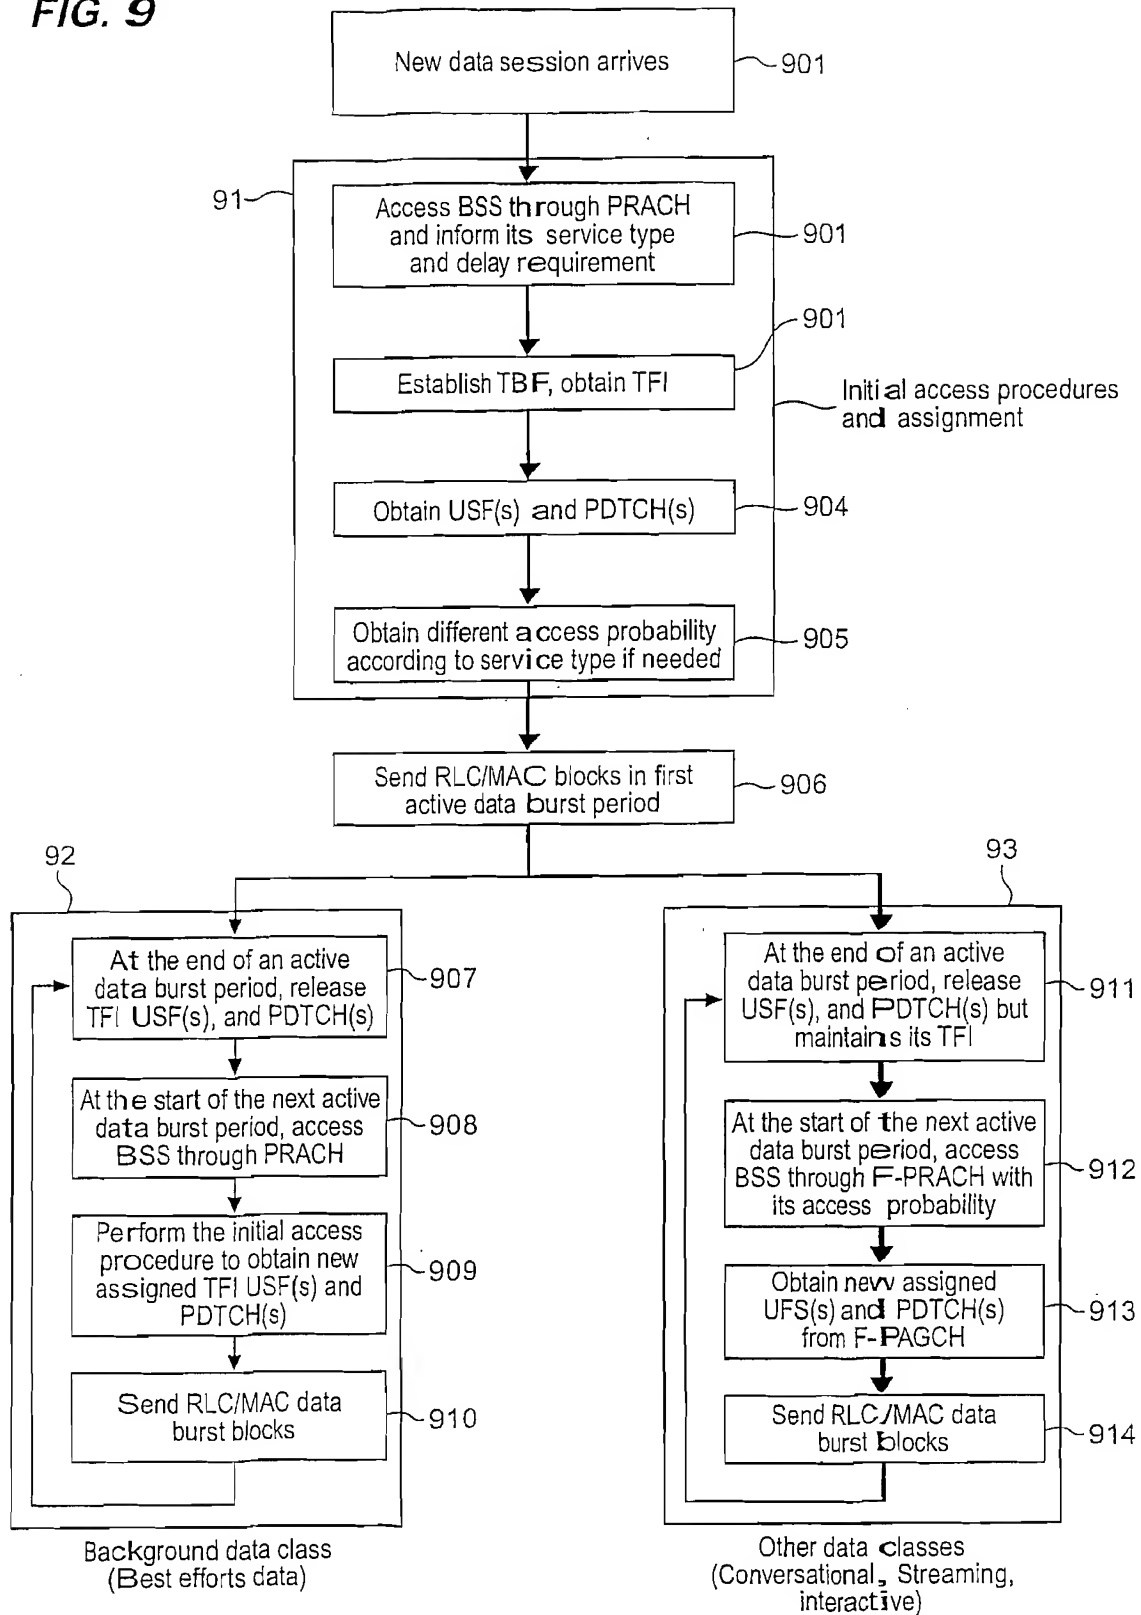 FIG. 9
New data session arrives
901
91
Access BSS through PRACH
and inform its service type
and delay requirement
901
901
Establish TBF, obtain TFI
Initial access procedures
and assignment
Obtain USF(s) and PDTCH(s)
904
Obtain different access probability
according to service type if needed
905
Send RLC/MAC blocks in first
active data burst period
906
92
At the end of an active
data burst period, release
TFI USF(s), and PDTCH(s)
907
At the start of the next active
data burst period, access
BSS through PRACH
908
Perform the initial access
procedure to obtain new
assigned TFI USF(s) and
PDTCH(s)
909
Send RLC/MAC data
burst blocks
910
Background data class
(Best efforts data)
93
At the end of an active
data burst period, release
USF(s), and PDTCH(s) but
maintains its TFI
911
At the start of the next active
data burst period, access
BSS through F-PRACH with
its access probability
912
Obtain new assigned
UFS(s) and PDTCH(s)
from F-PAGCH
913
Send RLC/MAC data
burst blocks
914
Other data classes
(Conversational, Streaming,
interactive)